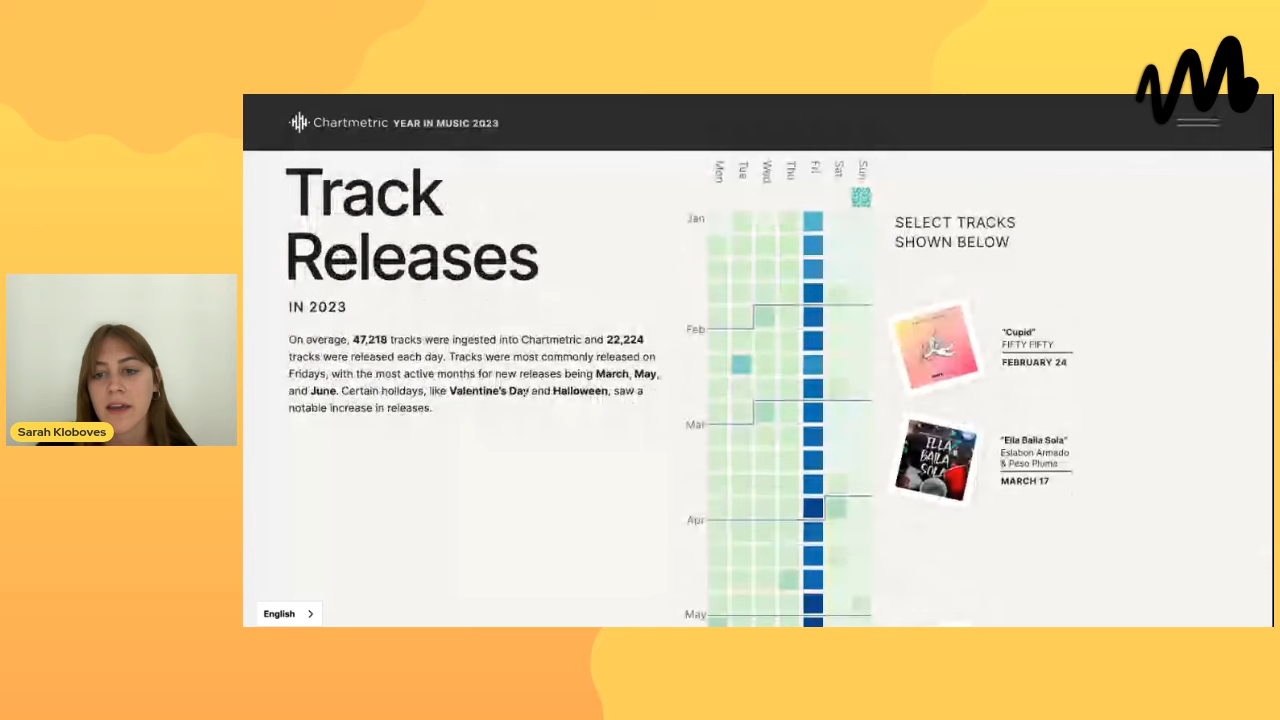 Chartmetric YEAR IN MUSIC 2023
Track
Releases
IN 2023
On average, 47,218 tracks were ingested into Chartmetric and 22,224
tracks were released each day. Tracks were most commonly released on
Fridays, with the most active months for new releases being March, May,
and June. Certain holidays, like Valentine's Day and Halloween, saw a
notable increase in releases.
English
Mon Tue Wed Thu Fri Sat Sun
Jan
Feb
Mar
Apr
May
SELECT TRACKS
SHOWN BELOW
"Cupid"
FIFTY FIFTY
FEBRUARY 24
ELLA
BAILA
SOLA
"Ella Baila Sola"
Eslabon Armado
& Peso Pluma
MARCH 17
Sarah Kloboves